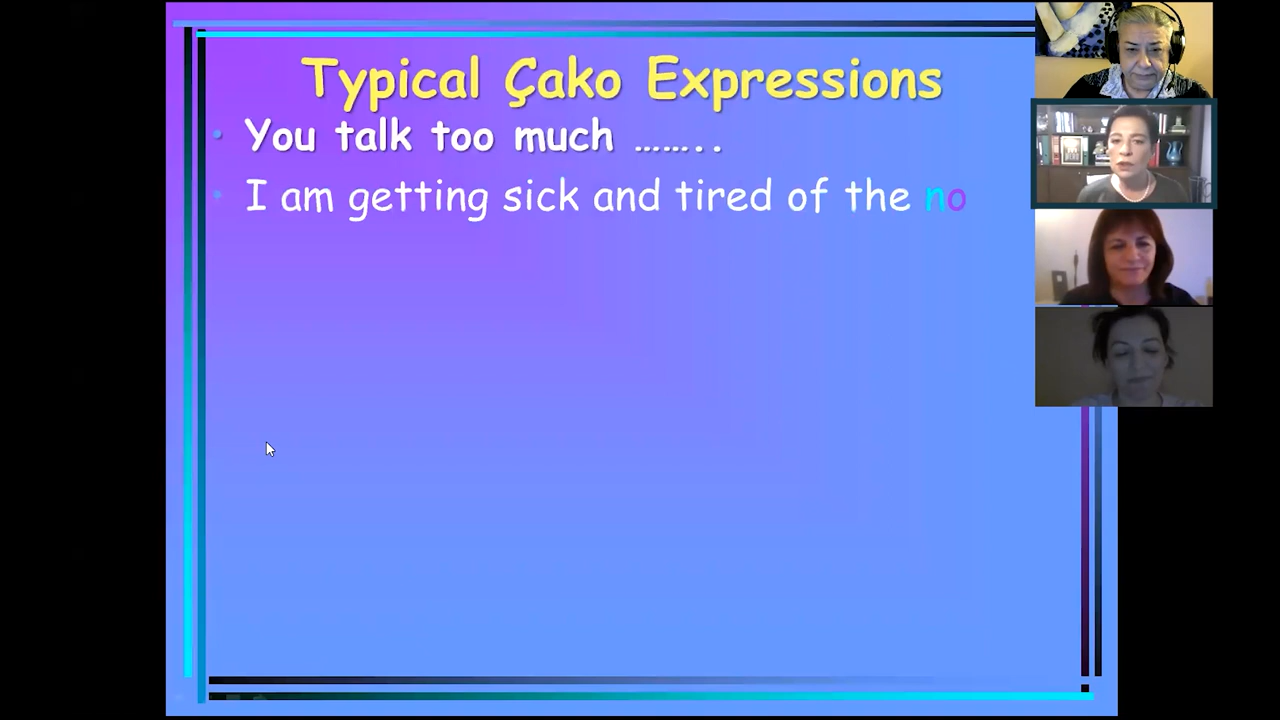 Typical Çako Expressions
You talk too much ……..
I am getting sick and tired of the no